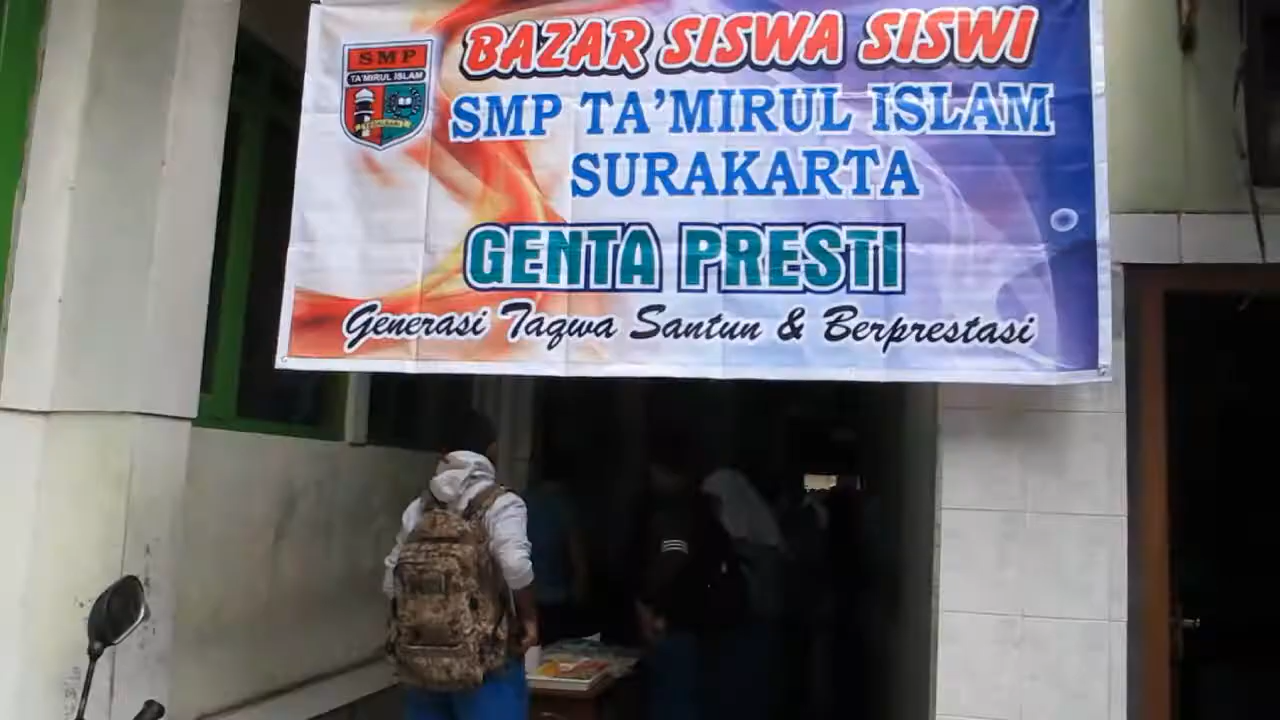 SMP
TA'MIRUL ISLAM
BAZAR SISWA SISWI
SMP TA'MIRUL ISLAM
SURAKARTA
GENTA PRESTI
Generasi Taqwa Santun & Berprestasi